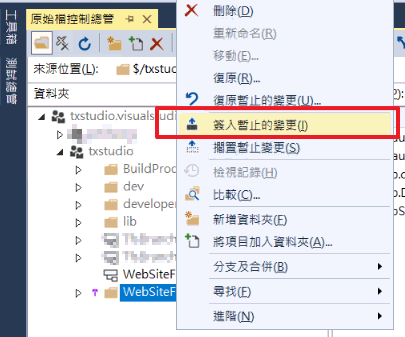 工具箱
測試總管
原始檔控制總管
來源位置(L):
$/txstud
資料夾
txstudio.visualstud
txstudio
BuildProc
dev
developer
lib
WebSiteF
WebSiteF
刪除(D)
重新命名(R)
移動(E)...
復原(R)...
復原暫止的變更(U)...
簽入暫止的變更(I)
擱置暫止變更(S)
檢視記錄(H)
比較(C)...
新增資料夾(F)
將項目加入資料夾(A)...
分支及合併(B)
尋找(F)
進階(N)